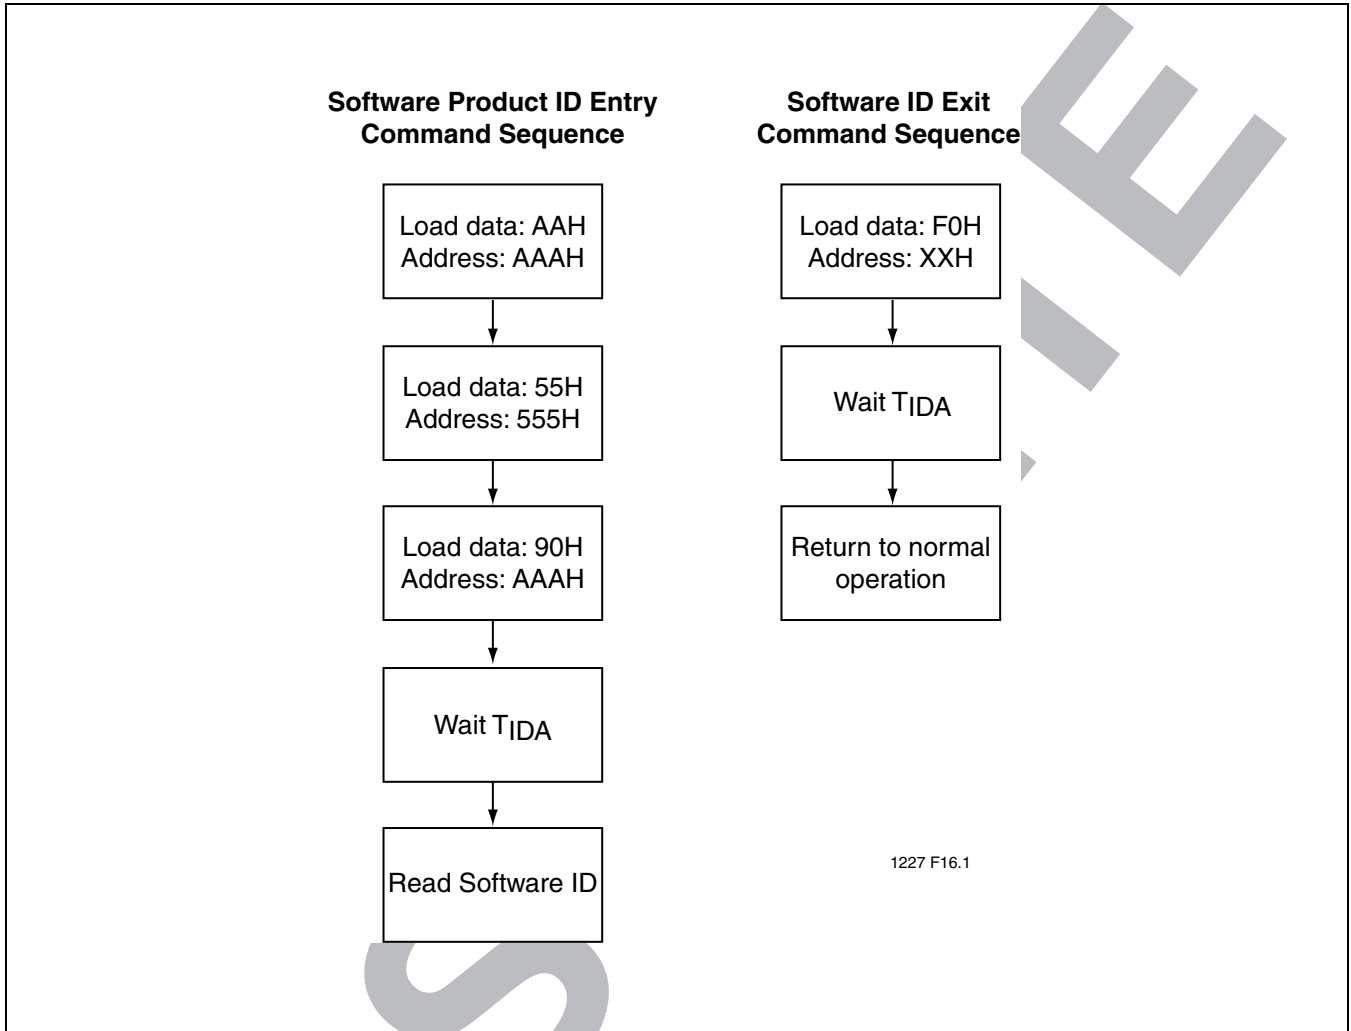 Software Product ID Entry
Command Sequence
Load data: AAH
Address: AAAH
Load data: 55H
Address: 555H
Load data: 90H
Address: AAAH
Wait TIDA
Read Software ID
Software ID Exit
Command Sequence
Load data: F0H
Address: XXH
Wait TIDA
Return to normal
operation
1227 F16.1